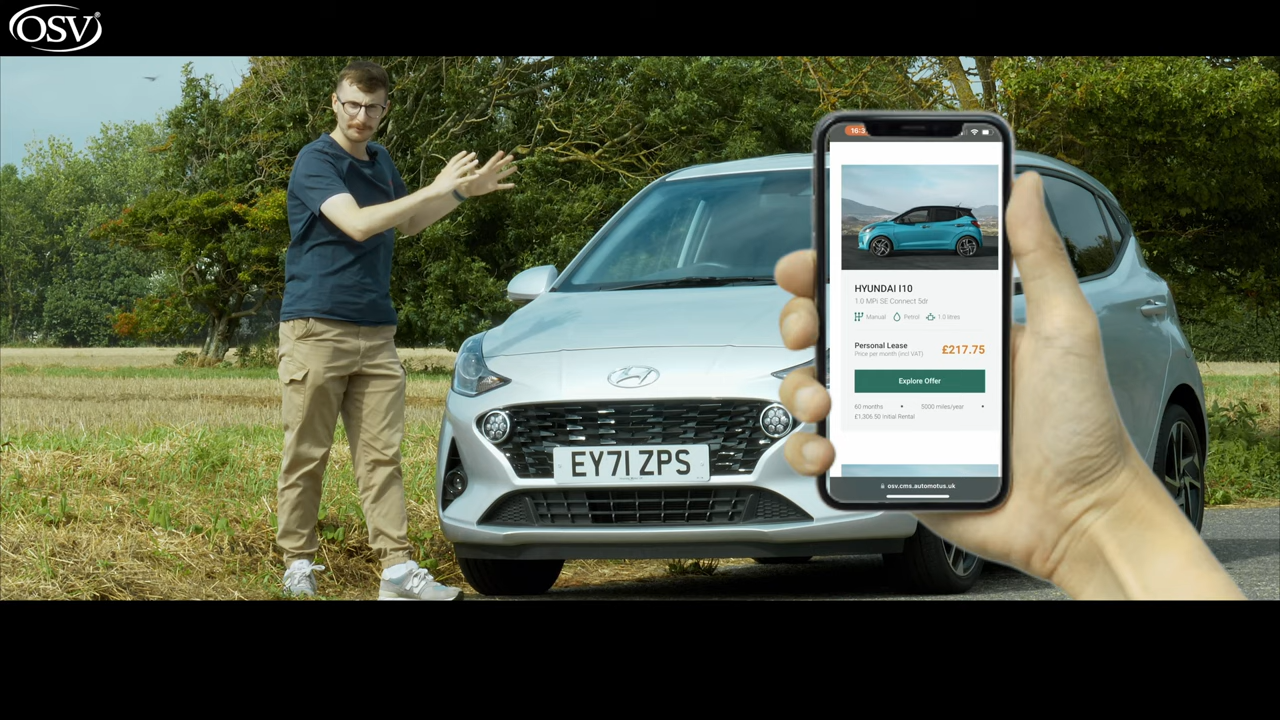 OSV
16:3
HYUNDAI I10
1.0 MPi SE Connect 5dr
Manual
Petrol
1.0 litres
Personal Lease
Price per month (incl VAT)
£217.75
Explore Offer
60 months • 5000 miles/year •
£1,306.50 Initial Rental
osv.cms.automotus.uk
EY71 ZPS